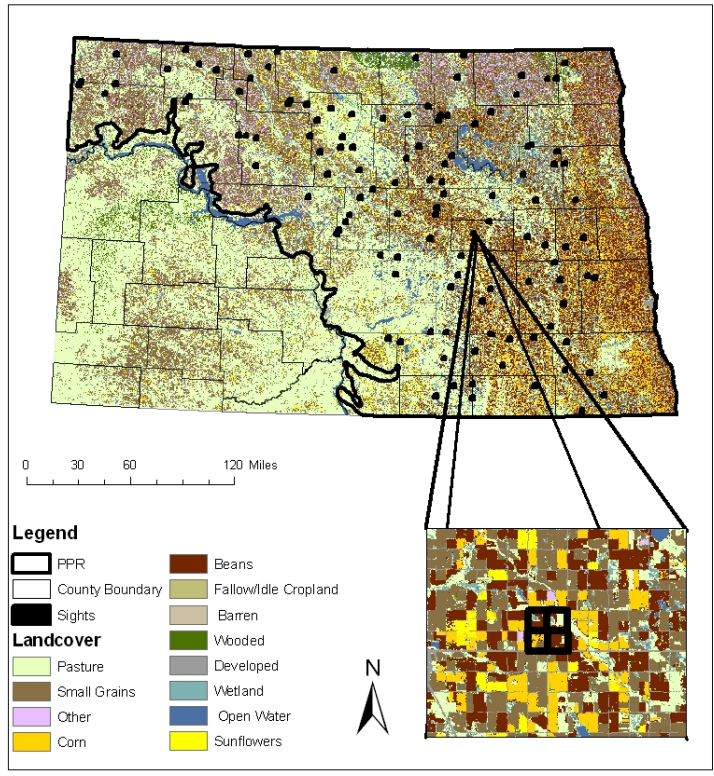 0 30 60 120 Miles
Legend
PPR
County Boundary
Sights
Landcover
Pasture
Small Grains
Other
Corn
Beans
Fallow/Idle Cropland
Barren
Wooded
Developed
Wetland
Open Water
Sunflowers
N